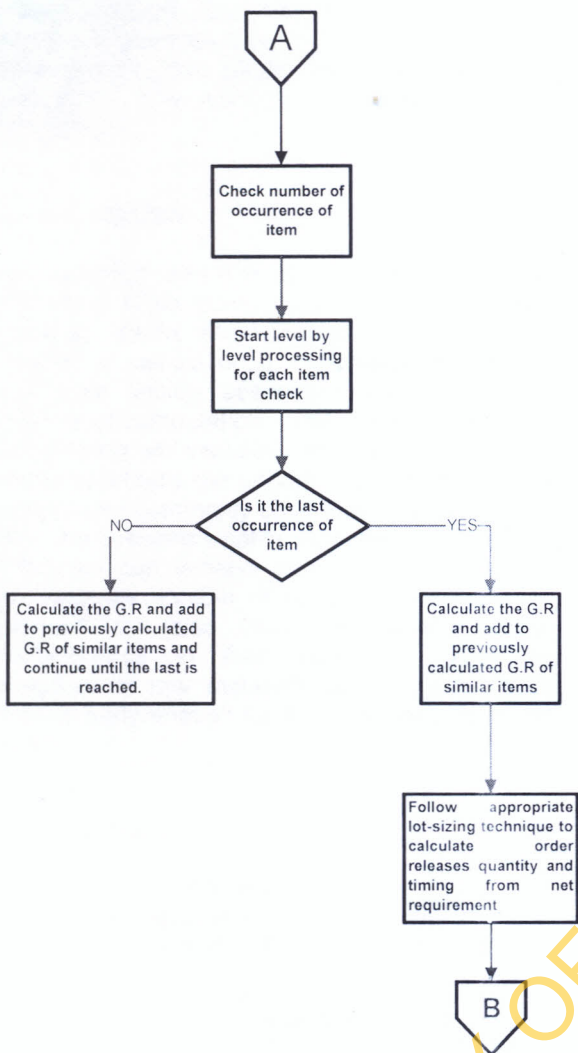 A
Check number of
occurrence of
item
Start level by
level processing
for each item
check
Is it the last
occurrence of
item
NO
YES
Calculate the G.R and add
to previously calculated
G.R of similar items and
continue until the last is
reached.
Calculate the G.R
and add to
previously
calculated G.R of
similar items
Follow appropriate
lot-sizing technique to
calculate order
releases quantity and
timing from net
requirement
B
OF